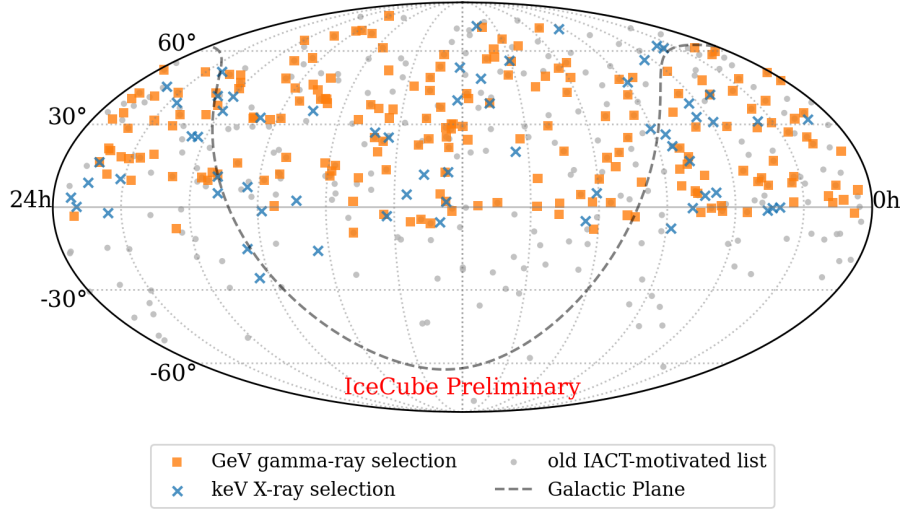 60°
30°
24h
0h
-30°
-60°
IceCube Preliminary
GeV gamma-ray selection
old IACT-motivated list
keV X-ray selection
Galactic Plane